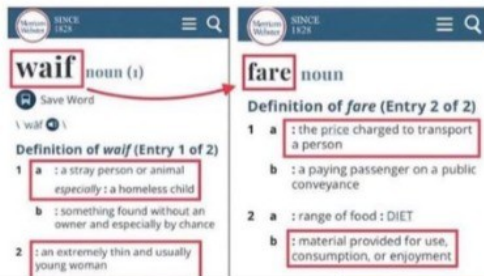 Merriam
Webster
SINCE
1828
waif noun (1)
Save Word
\ ˈwāf \
Definition of waif (Entry 1 of 2)
1 a : a stray person or animal
especially : a homeless child
b : something found without an
owner and especially by chance
2 : an extremely thin and usually
young woman
Merriam
Webster
SINCE
1828
fare noun
Definition of fare (Entry 2 of 2)
1 a : the price charged to transport
a person
b : a paying passenger on a public
conveyance
2 a : range of food : DIET
b : material provided for use,
consumption, or enjoyment